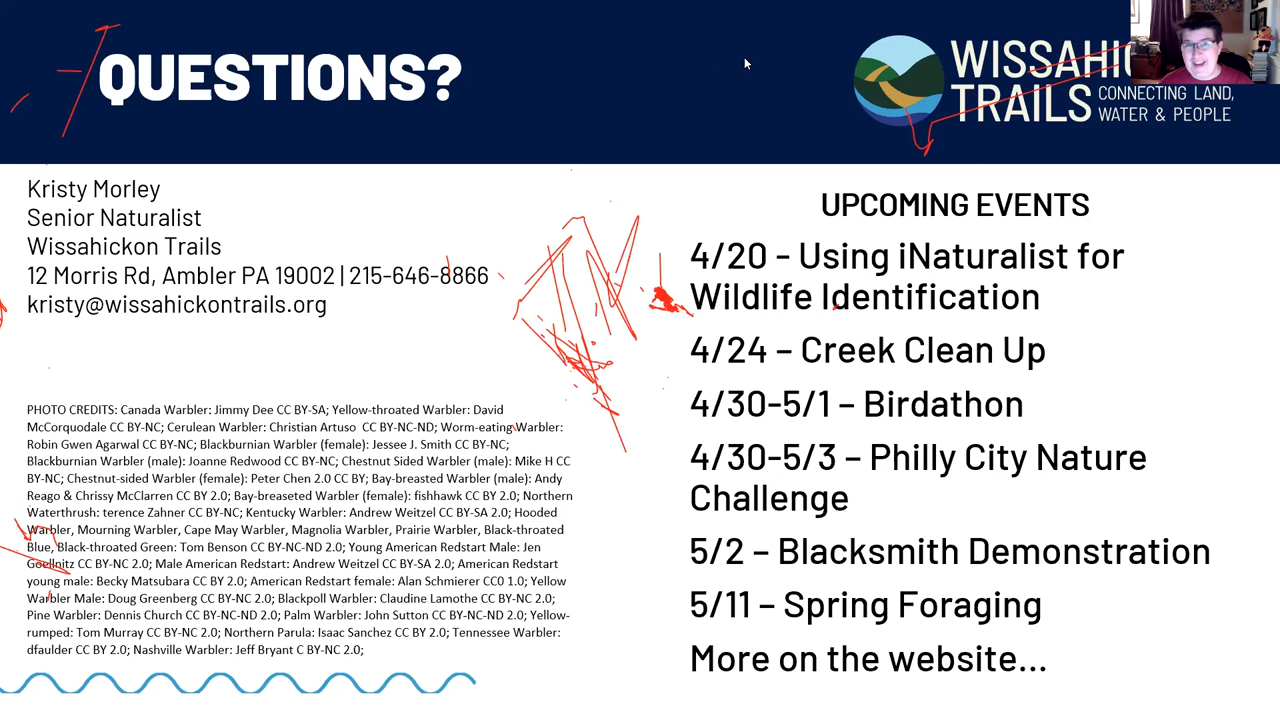 QUESTIONS?
WISSAHIC
TRAILS
CONNECTING LAND,
WATER & PEOPLE
Kristy Morley
Senior Naturalist
Wissahickon Trails
12 Morris Rd, Ambler PA 19002 | 215-646-8866
kristy@wissahickontrails.org
PHOTO CREDITS: Canada Warbler: Jimmy Dee CC BY-SA; Yellow-throated Warbler: David
McCorquodale CC BY-NC; Cerulean Warbler: Christian Artuso CC BY-NC-ND; Worm-eating Warbler:
Robin Gwen Agarwal CC BY-NC; Blackburnian Warbler (female): Jessee J. Smith CC BY-NC;
Blackburnian Warbler (male): Joanne Redwood CC BY-NC; Chestnut Sided Warbler (male): Mike H CC
BY-NC; Chestnut-sided Warbler (female): Peter Chen 2.0 CC BY; Bay-breasted Warbler (male): Andy
Reago & Chrissy McClarren CC BY 2.0; Bay-breaseted Warbler (female): fishhawk CC BY 2.0; Northern
Waterthrush: terence Zahner CC BY-NC; Kentucky Warbler: Andrew Weitzel CC BY-SA 2.0; Hooded
Warbler, Mourning Warbler, Cape May Warbler, Magnolia Warbler, Prairie Warbler, Black-throated
Blue, Black-throated Green: Tom Benson CC BY-NC-ND 2.0; Young American Redstart Male: Jen
Goellnitz CC BY-NC 2.0; Male American Redstart: Andrew Weitzel CC BY-SA 2.0; American Redstart
young male: Becky Matsubara CC BY 2.0; American Redstart female: Alan Schmierer CC0 1.0; Yellow
Warbler Male: Doug Greenberg CC BY-NC 2.0; Blackpoll Warbler: Claudine Lamothe CC BY-NC 2.0;
Pine Warbler: Dennis Church CC BY-NC-ND 2.0; Palm Warbler: John Sutton CC BY-NC-ND 2.0; Yellow-
rumped: Tom Murray CC BY-NC 2.0; Northern Parula: Isaac Sanchez CC BY 2.0; Tennessee Warbler:
dfaulder CC BY 2.0; Nashville Warbler: Jeff Bryant C BY-NC 2.0;
UPCOMING EVENTS
4/20 - Using iNaturalist for
Wildlife Identification
4/24 – Creek Clean Up
4/30-5/1 – Birdathon
4/30-5/3 – Philly City Nature
Challenge
5/2 – Blacksmith Demonstration
5/11 – Spring Foraging
More on the website...